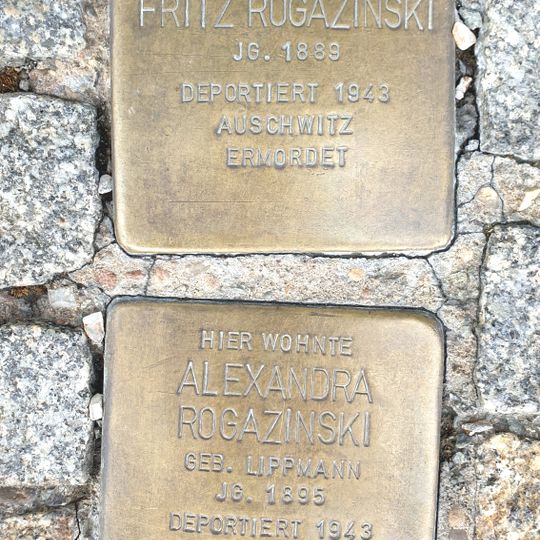 FRITZ ROGAZINSKI
JG. 1889
DEPORTIERT 1943
AUSCHWITZ
ERMORDET
HIER WOHNTE
ALEXANDRA
ROGAZINSKI
GEB. LIPPMANN
JG. 1895
DEPORTIERT 1943